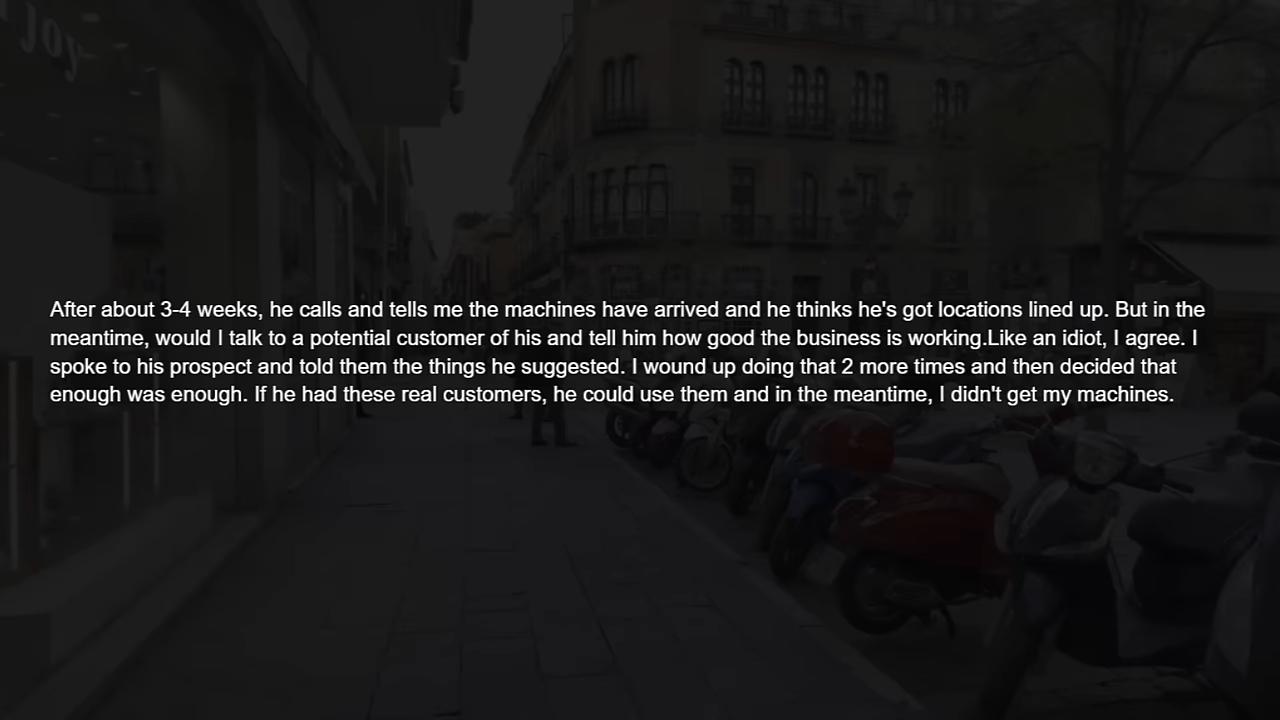 Joy
After about 3-4 weeks, he calls and tells me the machines have arrived and he thinks he's got locations lined up. But in the
meantime, would I talk to a potential customer of his and tell him how good the business is working.Like an idiot, I agree. I
spoke to his prospect and told them the things he suggested. I wound up doing that 2 more times and then decided that
enough was enough. If he had these real customers, he could use them and in the meantime, I didn't get my machines.